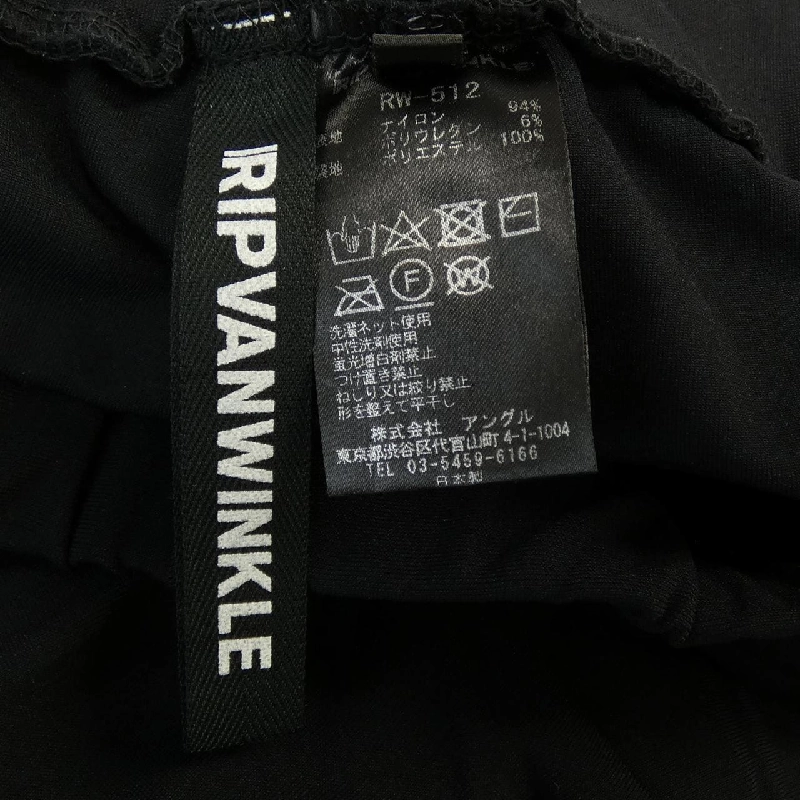 RIPVANWINKLE
RW-512
ナイロン 94%
ポリウレタン 6%
ポリエステル 100%
F
W
洗濯ネット使用
中性洗剤使用
蛍光増白剤禁止
つけ置き禁止
ねじり又は絞り禁止
形を整えて平干し
株式会社 アングル
東京都渋谷区代官山町4-1-1004
TEL 03-5459-6166
日本製